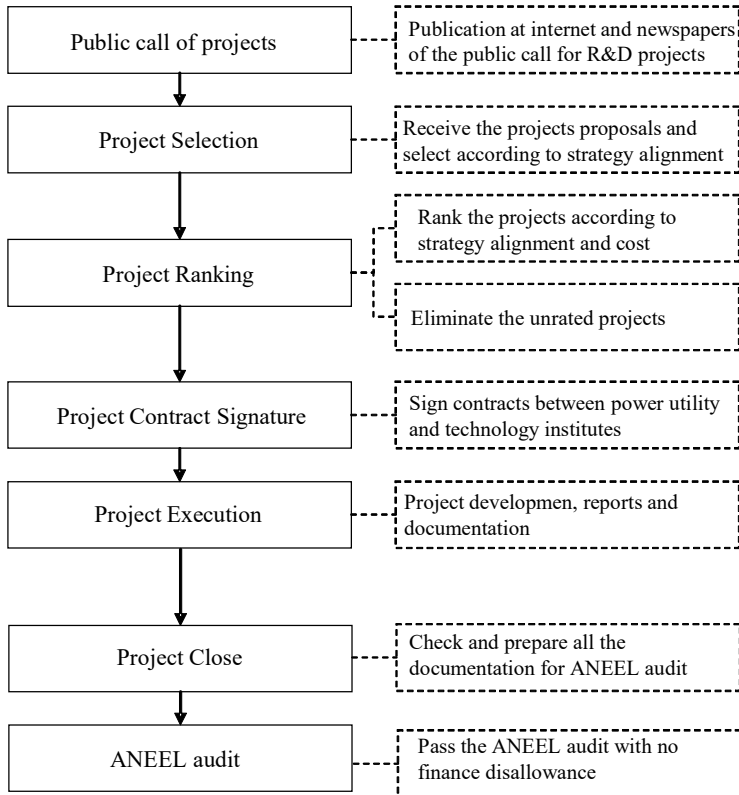 Public call of projects
Publication at internet and newspapers
of the public call for R&D projects
Project Selection
Receive the projects proposals and
select according to strategy alignment
Project Ranking
Rank the projects according to
strategy alignment and cost
Eliminate the unrated projects
Project Contract Signature
Sign contracts between power utility
and technology institutes
Project Execution
Project developmen, reports and
documentation
Project Close
Check and prepare all the
documentation for ANEEL audit
ANEEL audit
Pass the ANEEL audit with no
finance disallowance